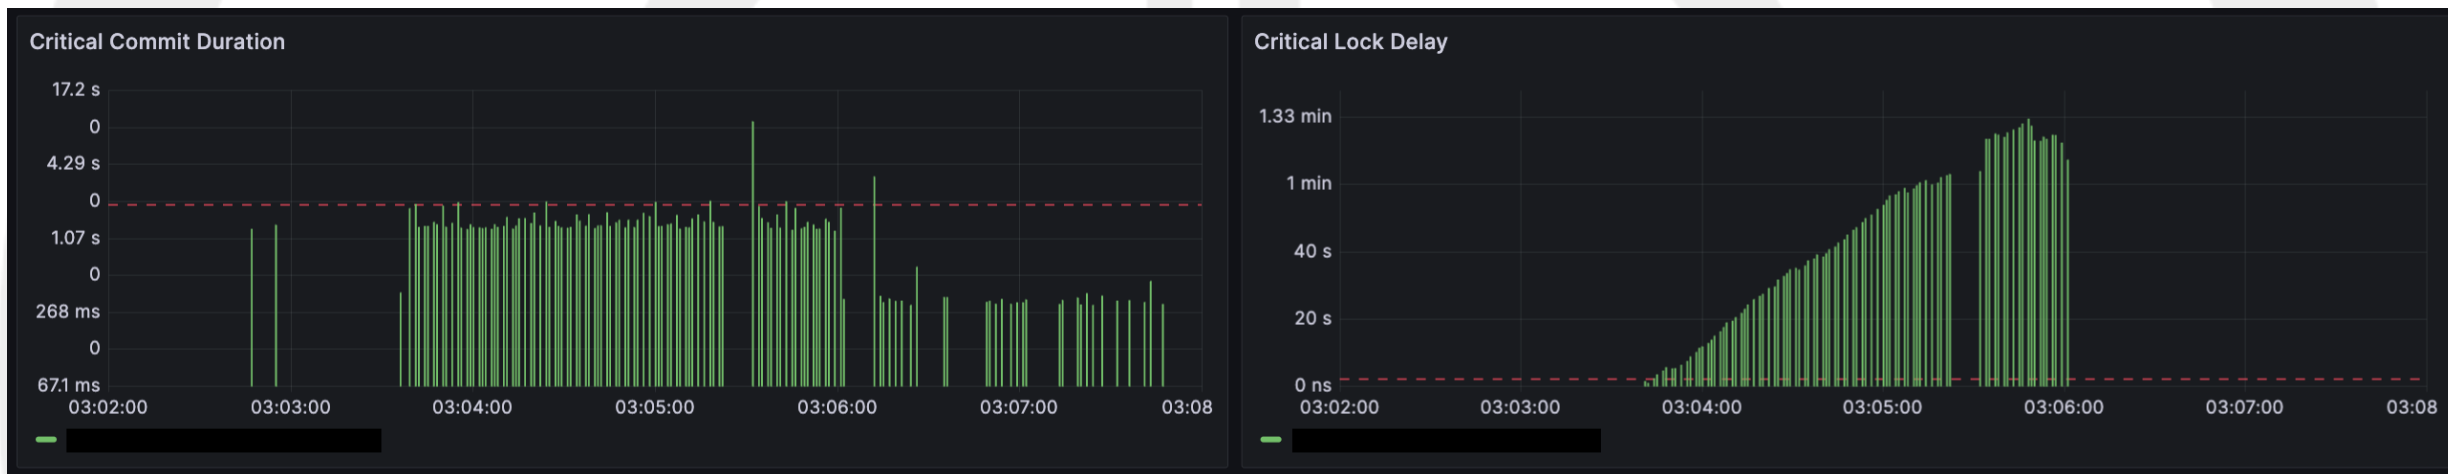 Critical Commit Duration
17.2 s
0
4.29 s
0
1.07 s
0
268 ms
0
67.1 ms
03:02:00 03:03:00 03:04:00 03:05:00 03:06:00 03:07:00 03:08
Critical Lock Delay
1.33 min
1 min
40 s
20 s
0 ns
03:02:00 03:03:00 03:04:00 03:05:00 03:06:00 03:07:00 03:08